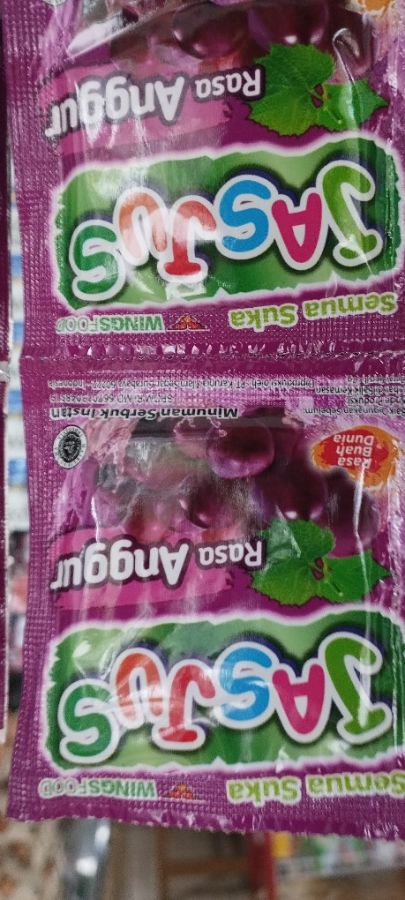 Semua Suka WINGSFOOD
JASJUS
Rasa Anggur
Rasa
Buah
Dunia
Minuman Serbuk Instan
Semua Suka WINGSFOOD
JASJUS
Rasa Anggur